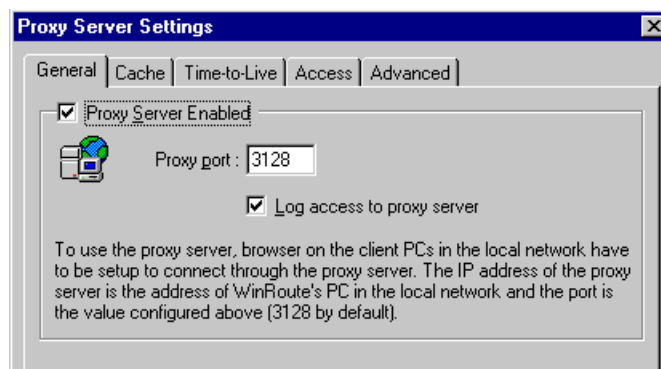 Proxy Server Settings
General Cache Time-to-Live Access Advanced
Proxy Server Enabled
Proxy port : 3128
Log access to proxy server
To use the proxy server, browser on the client PCs in the local network have
to be setup to connect through the proxy server. The IP address of the proxy
server is the address of WinRoute's PC in the local network and the port is
the value configured above (3128 by default).